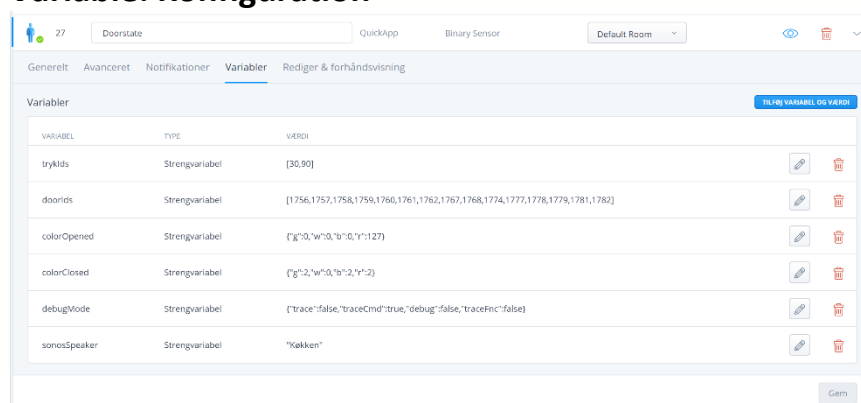 Variabler konfiguration
27 Doorstate QuickApp Binary Sensor Default Room
Generelt Avanceret Notifikationer Variabler Rediger & forhåndsvisning
Variabler TILFØJ VARIABEL OG VÆRDI
VARIABEL TYPE VÆRDI
trykIds Strengvariabel [30,90]
doorIds Strengvariabel [1756,1757,1758,1759,1760,1761,1762,1767,1768,1774,1777,1778,1779,1781,1782]
colorOpened Strengvariabel {"g":0,"w":0,"b":0,"r":127}
colorClosed Strengvariabel {"g":2,"w":0,"b":2,"r":2}
debugMode Strengvariabel {"trace":false,"traceCmd":true,"debug":false,"traceFnc":false}
sonosSpeaker Strengvariabel "Køkken"
Gem